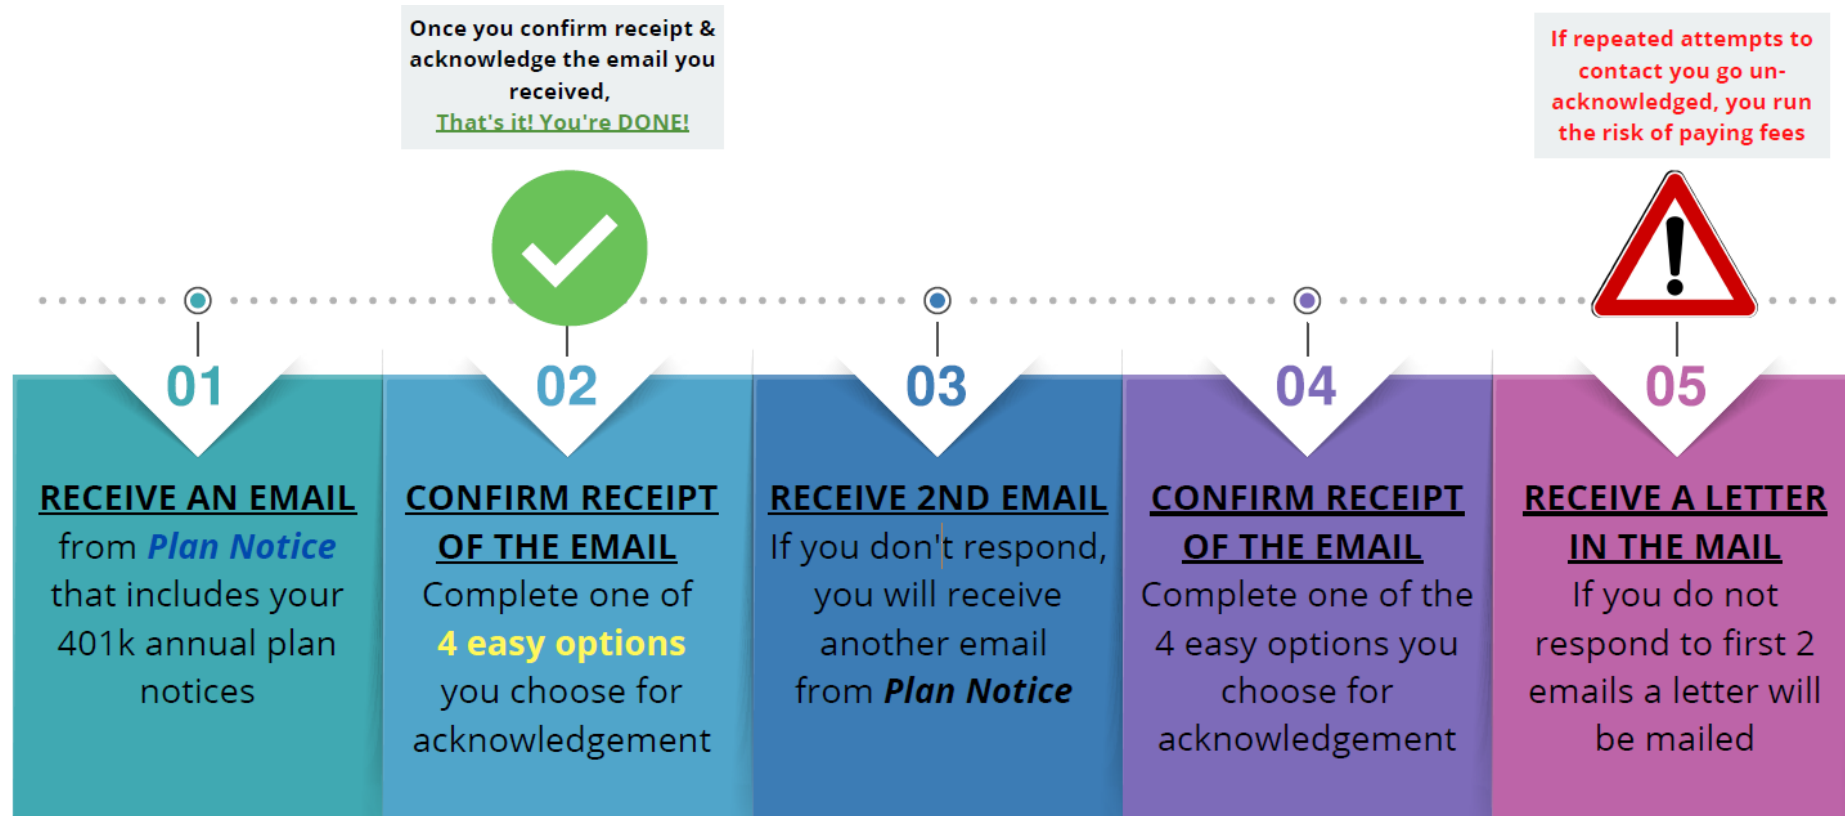 Once you confirm receipt &
acknowledge the email you
received,
That's it! You're DONE!
If repeated attempts to
contact you go un-
acknowledged, you run
the risk of paying fees
01
RECEIVE AN EMAIL
from Plan Notice
that includes your
401k annual plan
notices
02
CONFIRM RECEIPT
OF THE EMAIL
Complete one of
4 easy options
you choose for
acknowledgement
03
RECEIVE 2ND EMAIL
If you don't respond,
you will receive
another email
from Plan Notice
04
CONFIRM RECEIPT
OF THE EMAIL
Complete one of the
4 easy options you
choose for
acknowledgement
05
RECEIVE A LETTER
IN THE MAIL
If you do not
respond to first 2
emails a letter will
be mailed